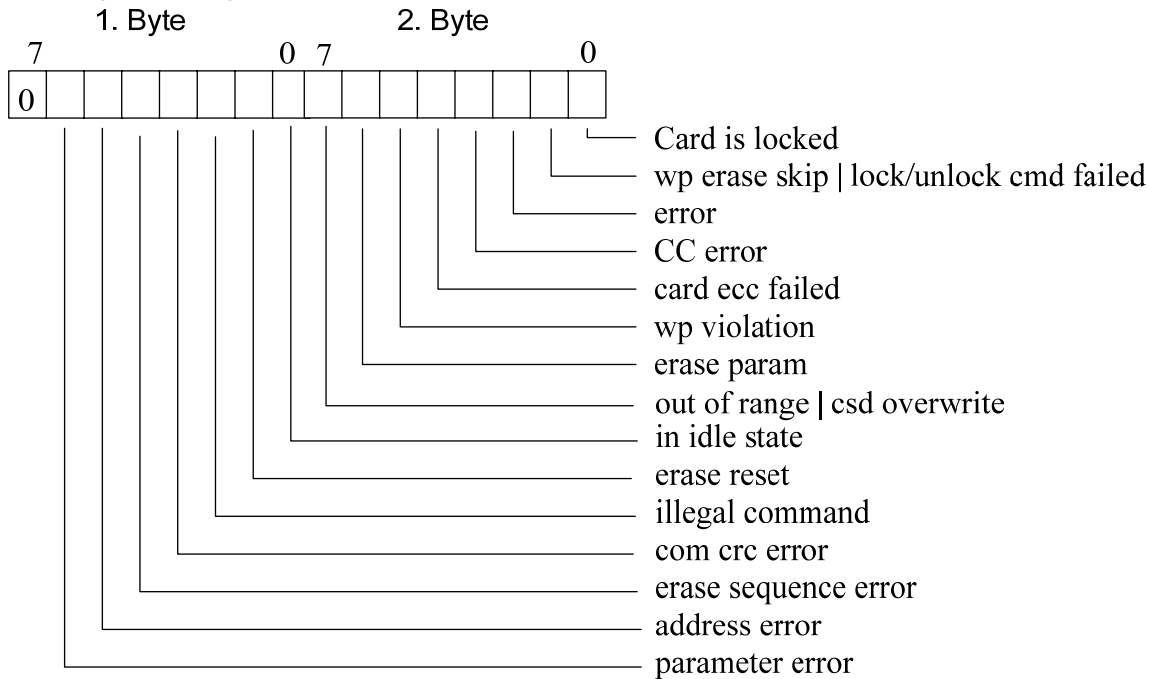 1. Byte 2. Byte
7 0 7 0
0
Card is locked
wp erase skip | lock/unlock cmd failed
error
CC error
card ecc failed
wp violation
erase param
out of range | csd overwrite
in idle state
erase reset
illegal command
com crc error
erase sequence error
address error
parameter error